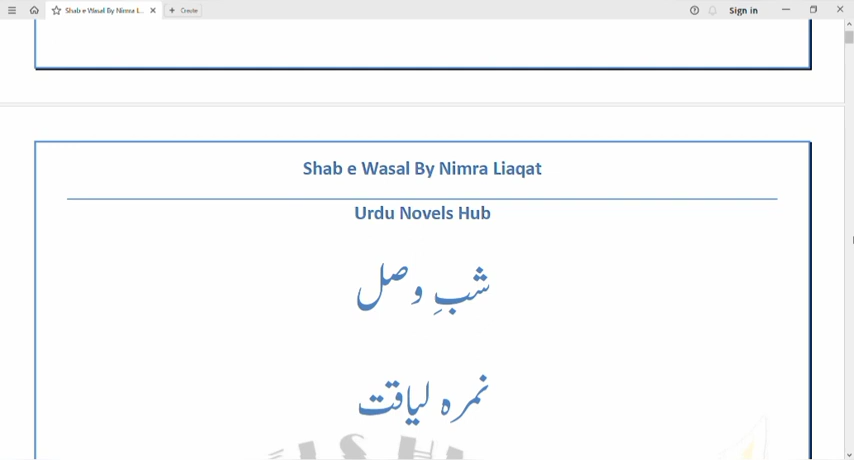 Shab e Wasal By Nimra L...
Create
Sign in
Shab e Wasal By Nimra Liaqat
Urdu Novels Hub
شبِ وصل
نمرہ لیاقت